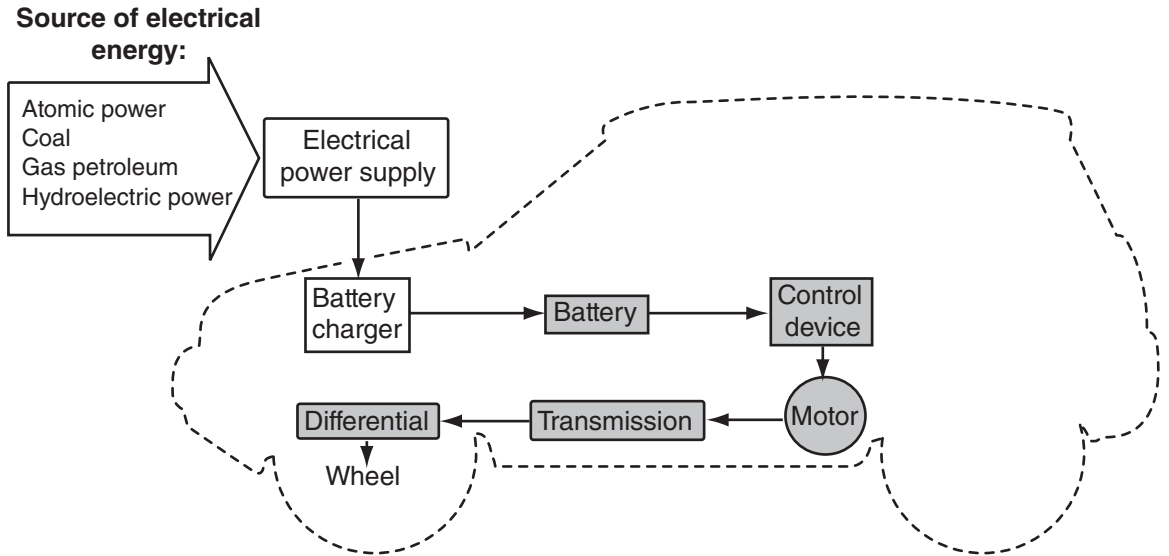 Source of electrical
energy:
Atomic power
Coal
Gas petroleum
Hydroelectric power
Electrical
power supply
Battery
charger
Battery
Control
device
Differential
Transmission
Motor
Wheel